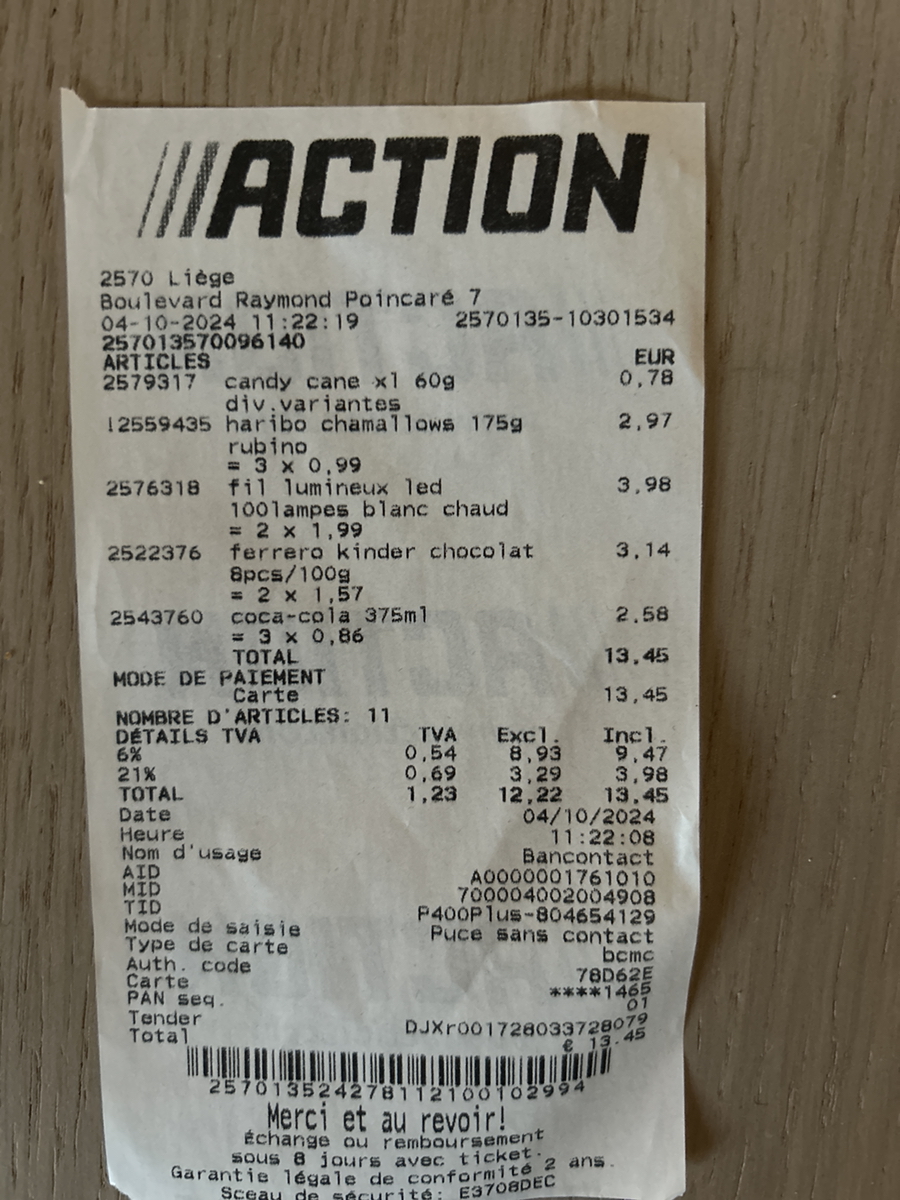 ACTION
2570 Liège
Boulevard Raymond Poincaré 7
04-10-2024 11:22:19 2570135-10301534
257013570096140
ARTICLES EUR
2579317 candy cane x1 60g 0,78
div.variantes
12559435 haribo chamallows 175g 2,97
rubino
= 3 x 0,99
2576318 fil lumineux led 3,98
100lampes blanc chaud
= 2 x 1,99
2522376 ferrero kinder chocolat 3,14
8pcs/100g
= 2 x 1,57
2543760 coca-cola 375ml 2,58
= 3 x 0,86
TOTAL 13,45
MODE DE PAIEMENT
Carte 13,45
NOMBRE D'ARTICLES: 11
DÉTAILS TVA TVA Excl. Incl.
6% 0,54 8,93 9,47
21% 0,69 3,29 3,98
TOTAL 1,23 12,22 13,45
Date 04/10/2024
Heure 11:22:08
Nom d'usage Bancontact
AID A0000001761010
MID 700004002004908
TID P400Plus-804654129
Mode de saisie Puce sans contact
Type de carte bcmc
Auth. code 78D62E
Carte ****1465
PAN seq. 01
Tender DJXr001728033728079
Total € 13.45
257013524278112100102994
Merci et au revoir!
Échange ou remboursement
sous 8 jours avec ticket.
Garantie légale de conformité 2 ans.
Sceau de sécurité: E3708DEC